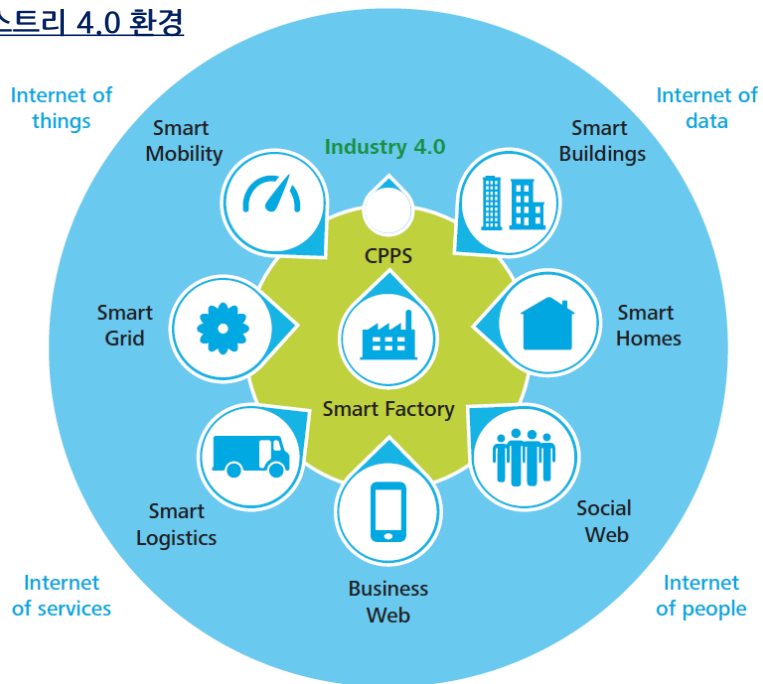 스트리 4.0 환경
Internet of
things
Internet of
data
Smart
Mobility
Industry 4.0
Smart
Buildings
CPPS
Smart
Grid
Smart
Homes
Smart Factory
Smart
Logistics
Social
Web
Business
Web
Internet
of services
Internet
of people